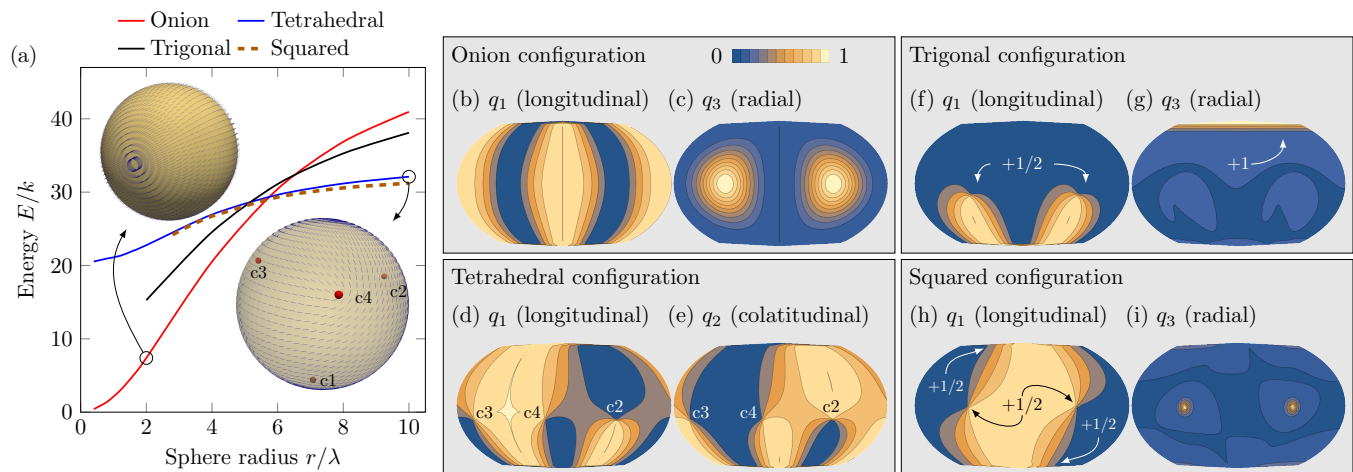 Onion
Tetrahedral
Trigonal
Squared
(a)
Energy E/k
40
30
20
10
0
0 2 4 6 8 10
Sphere radius r/λ
c3
c2
c4
c1
Onion configuration
0 1
(b) q₁ (longitudinal)
(c) q₃ (radial)
Tetrahedral configuration
(d) q₁ (longitudinal)
(e) q₂ (colatitudinal)
c3 c4 c2
c3 c4 c2
Trigonal configuration
(f) q₁ (longitudinal)
(g) q₃ (radial)
+1/2
+1
Squared configuration
(h) q₁ (longitudinal)
(i) q₃ (radial)
+1/2
+1/2
+1/2